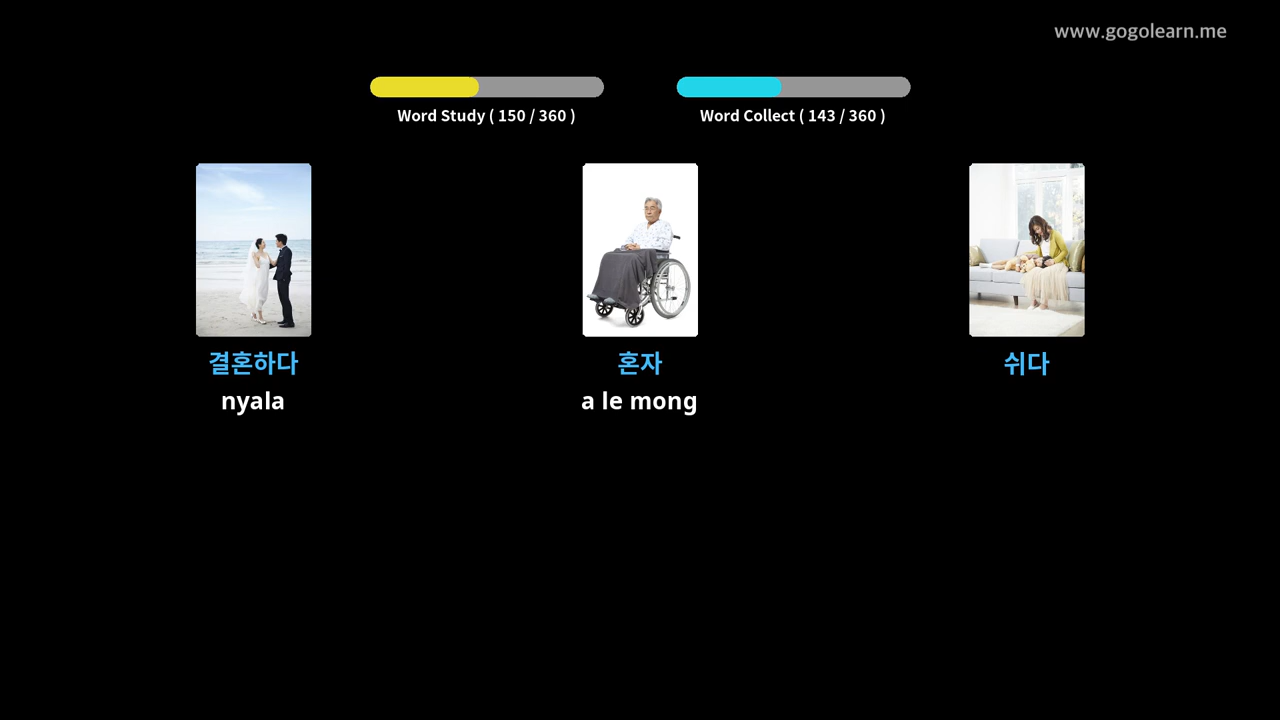 www.gogolearn.me
Word Study ( 150 / 360 )
Word Collect ( 143 / 360 )
결혼하다
혼자
쉬다
nyala
a le mong